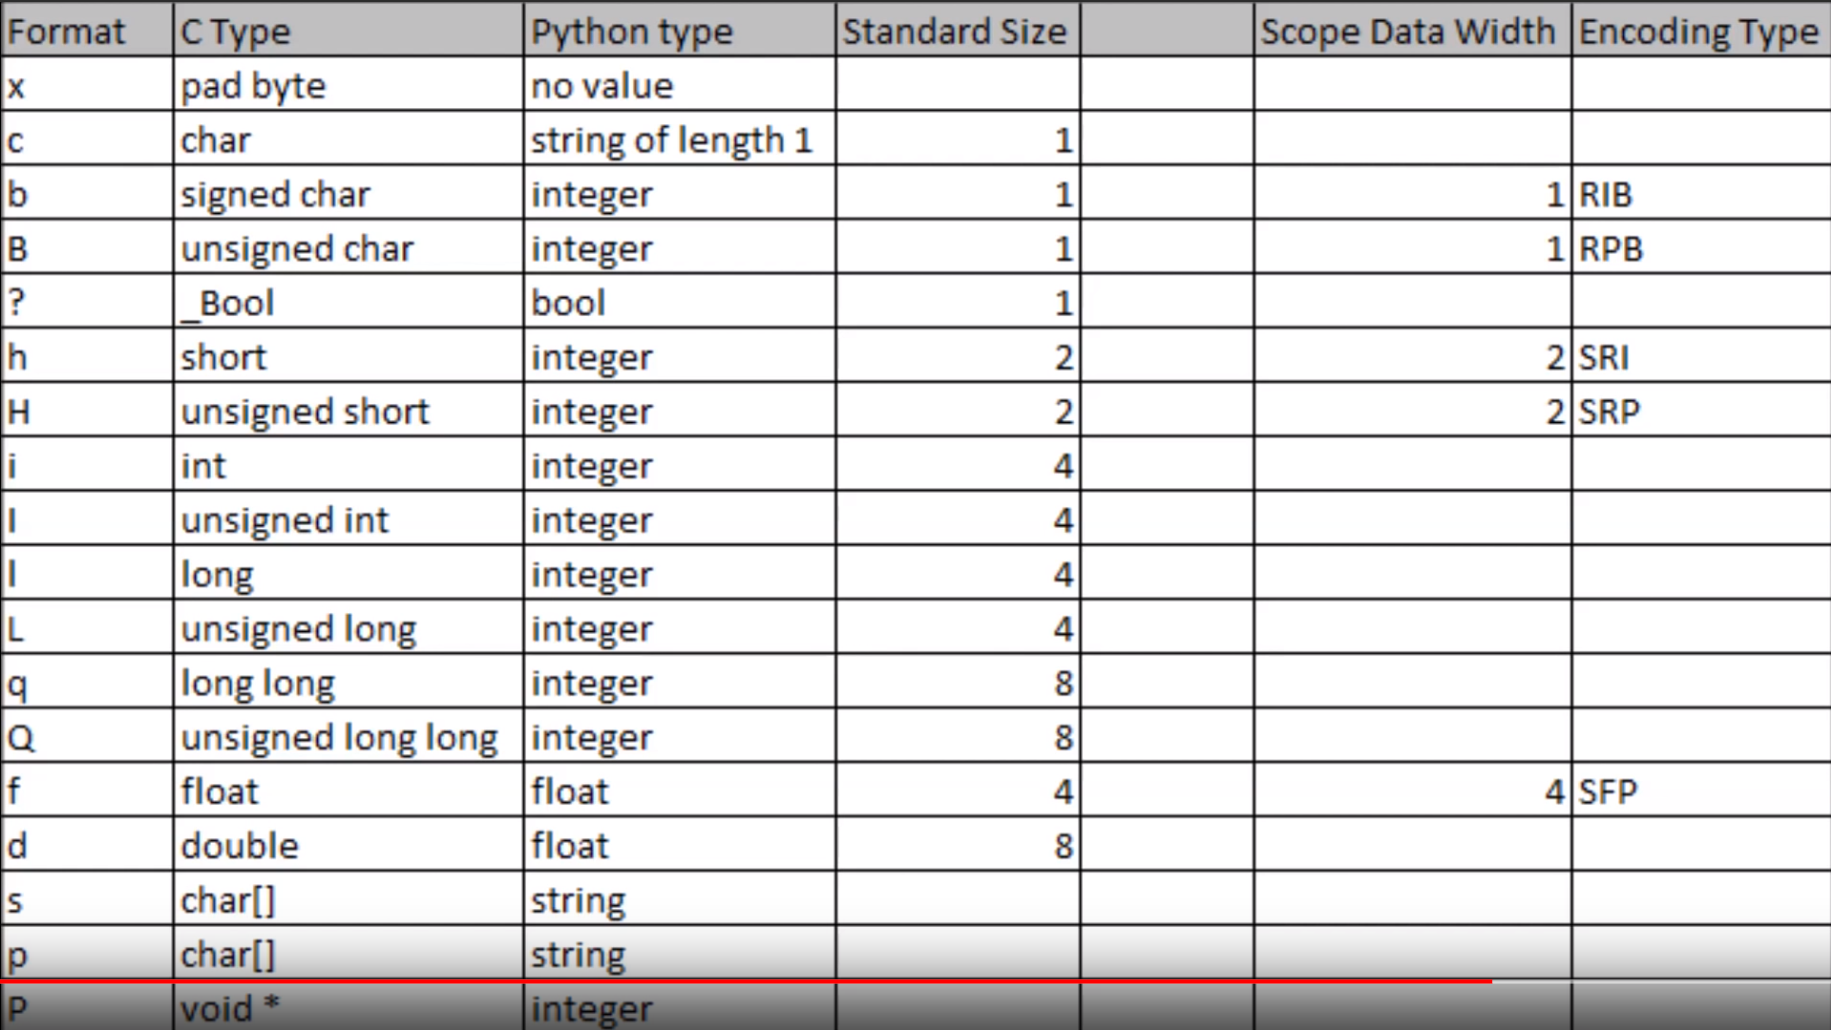 Format C Type Python type Standard Size Scope Data Width Encoding Type
x pad byte no value
c char string of length 1 1
b signed char integer 1 1 RIB
B unsigned char integer 1 1 RPB
? _Bool bool 1
h short integer 2 2 SRI
H unsigned short integer 2 2 SRP
i int integer 4
I unsigned int integer 4
l long integer 4
L unsigned long integer 4
q long long integer 8
Q unsigned long long integer 8
f float float 4 4 SFP
d double float 8
s char[] string
p char[] string
P void * integer